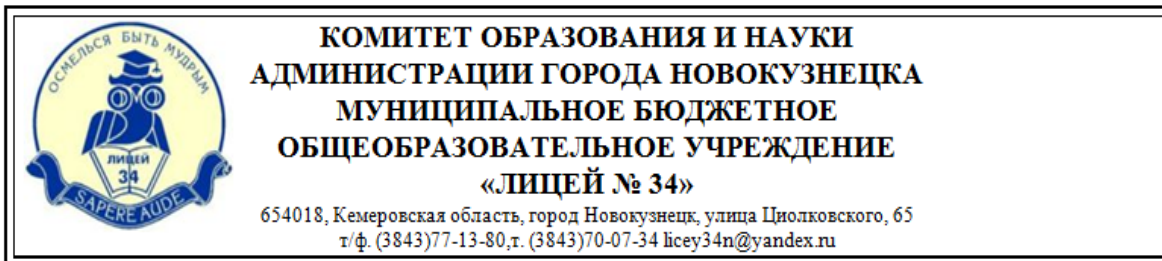 ОСМЕЛЬСЯ БЫТЬ МУДРЫМ
ЛИЦЕЙ
34
SAPERE AUDE
КОМИТЕТ ОБРАЗОВАНИЯ И НАУКИ
АДМИНИСТРАЦИИ ГОРОДА НОВОКУЗНЕЦКА
МУНИЦИПАЛЬНОЕ БЮДЖЕТНОЕ
ОБЩЕОБРАЗОВАТЕЛЬНОЕ УЧРЕЖДЕНИЕ
«ЛИЦЕЙ № 34»
654018, Кемеровская область, город Новокузнецк, улица Циолковского, 65
т/ф. (3843)77-13-80,т. (3843)70-07-34 licey34n@yandex.ru